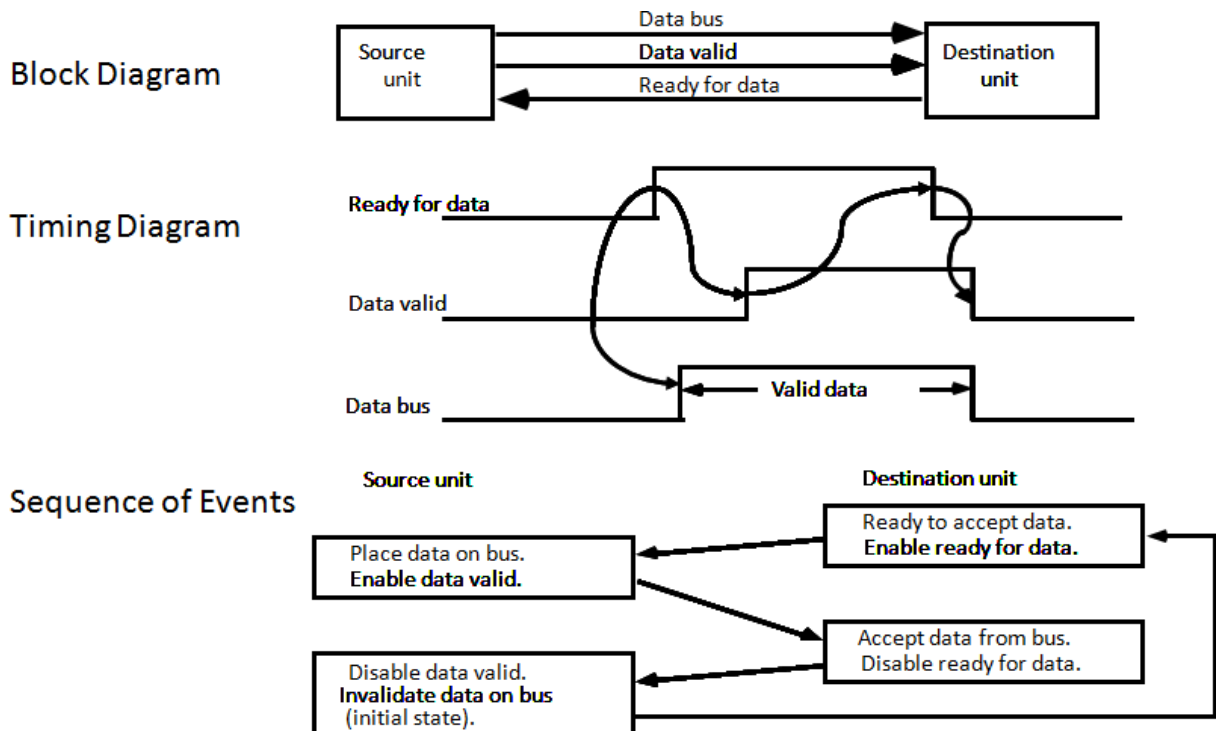 Block Diagram
Source
unit
Data bus
Data valid
Ready for data
Destination
unit
Timing Diagram
Ready for data
Data valid
Data bus
Valid data
Sequence of Events
Source unit
Destination unit
Ready to accept data.
Enable ready for data.
Place data on bus.
Enable data valid.
Accept data from bus.
Disable ready for data.
Disable data valid.
Invalidate data on bus
(initial state).